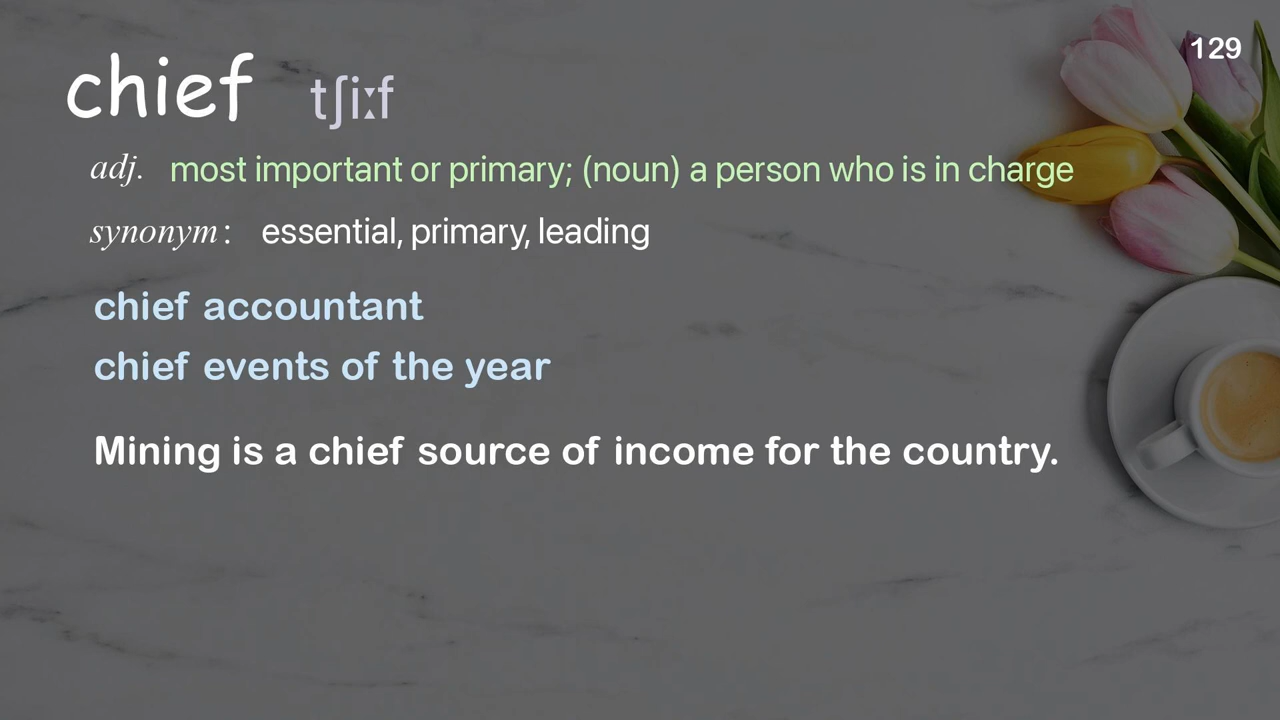 129
chief tʃiːf
adj. most important or primary; (noun) a person who is in charge
synonym: essential, primary, leading
chief accountant
chief events of the year
Mining is a chief source of income for the country.